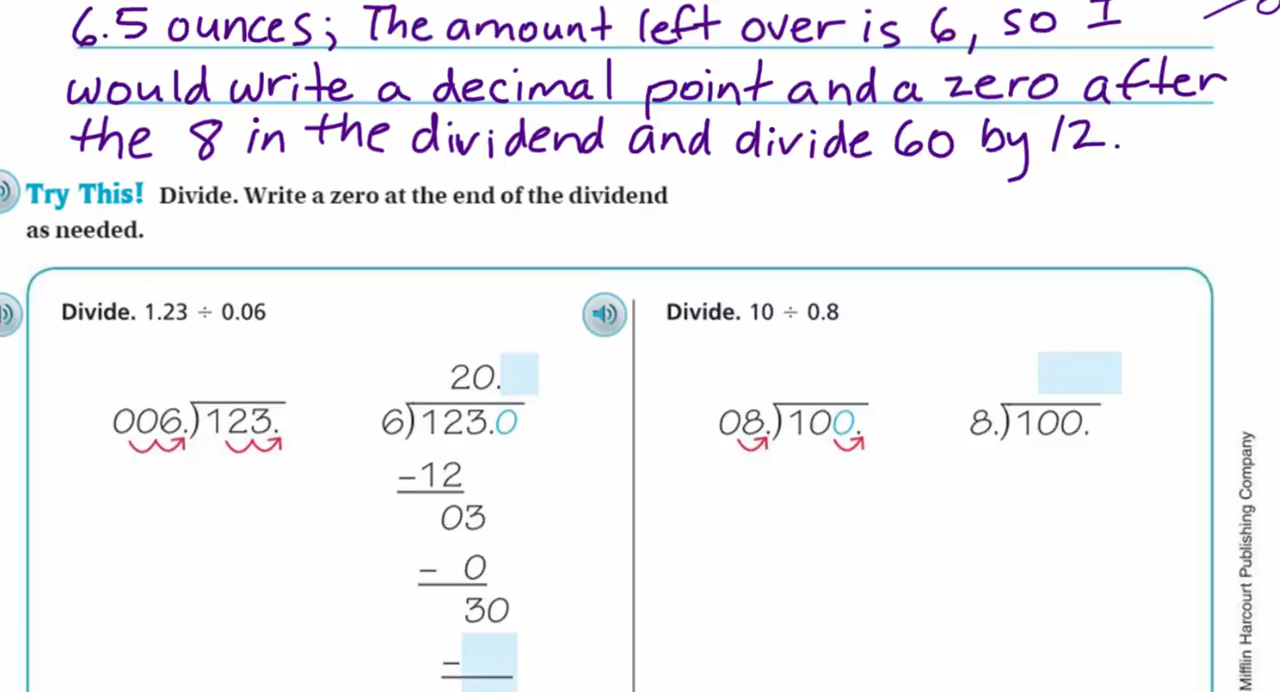 6.5 ounces; The amount left over is 6, so I
would write a decimal point and a zero after
the 8 in the dividend and divide 60 by 12.
Try This! Divide. Write a zero at the end of the dividend
as needed.
Divide. 1.23 ÷ 0.06
20.
006.)123. 6)123.0
−12
03
− 0
30
−
Divide. 10 ÷ 0.8
08.)100. 8.)100.
Mifflin Harcourt Publishing Company